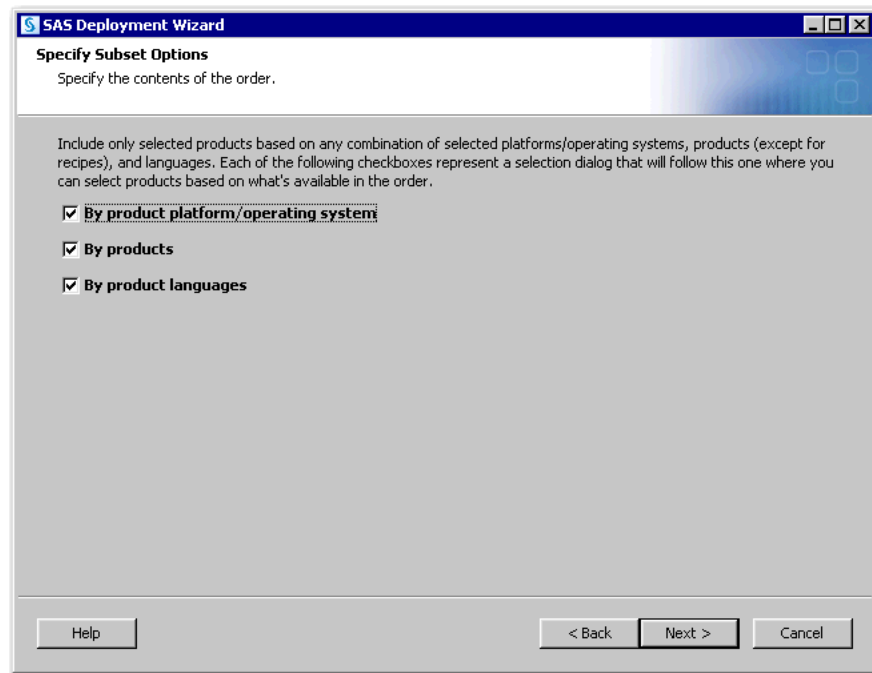 SAS Deployment Wizard
Specify Subset Options
Specify the contents of the order.
Include only selected products based on any combination of selected platforms/operating systems, products (except for
recipes), and languages. Each of the following checkboxes represent a selection dialog that will follow this one where you
can select products based on what's available in the order.
By product platform/operating system
By products
By product languages
Help
< Back
Next >
Cancel